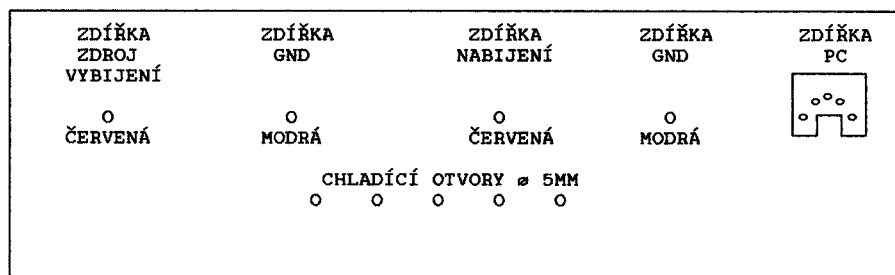 ZDÍŘKA ZDÍŘKA ZDÍŘKA ZDÍŘKA ZDÍŘKA
ZDROJ GND NABIJENÍ GND PC
VYBIJENÍ
ČERVENÁ MODRÁ ČERVENÁ MODRÁ
CHLADÍCÍ OTVORY ø 5MM